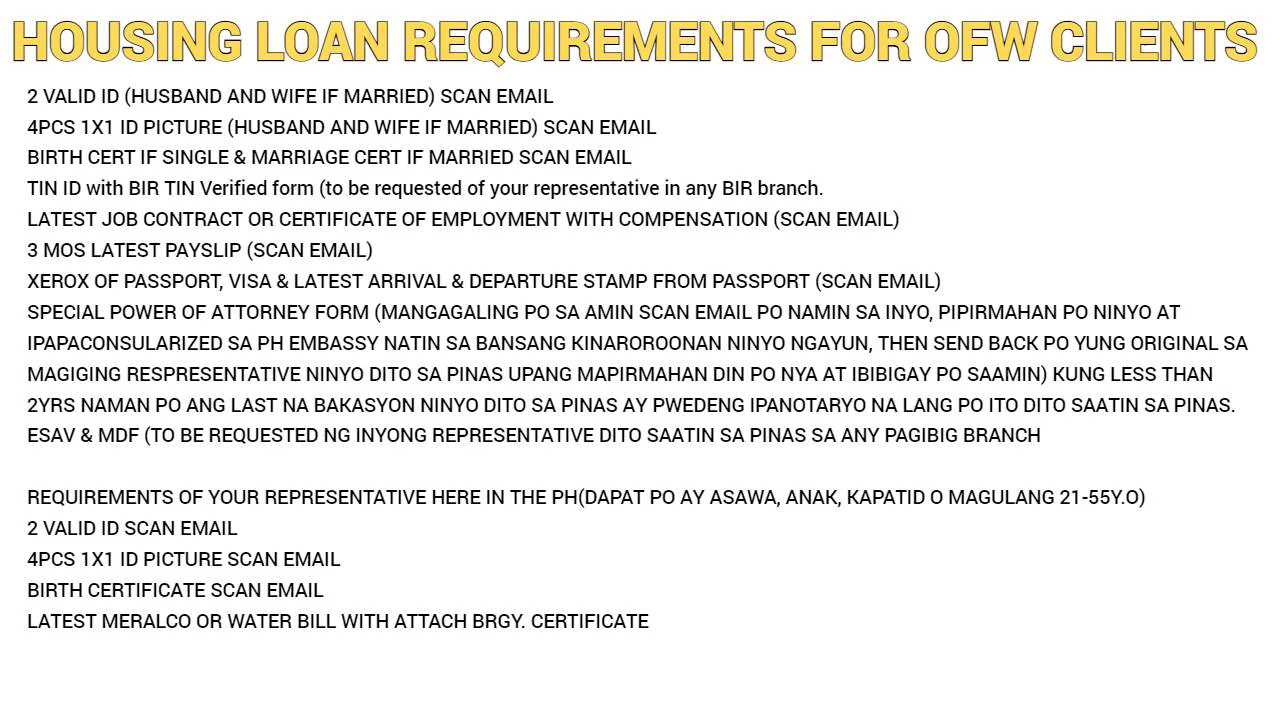 HOUSING LOAN REQUIREMENTS FOR OFW CLIENTS
2 VALID ID (HUSBAND AND WIFE IF MARRIED) SCAN EMAIL
4PCS 1X1 ID PICTURE (HUSBAND AND WIFE IF MARRIED) SCAN EMAIL
BIRTH CERT IF SINGLE & MARRIAGE CERT IF MARRIED SCAN EMAIL
TIN ID with BIR TIN Verified form (to be requested of your representative in any BIR branch.
LATEST JOB CONTRACT OR CERTIFICATE OF EMPLOYMENT WITH COMPENSATION (SCAN EMAIL)
3 MOS LATEST PAYSLIP (SCAN EMAIL)
XEROX OF PASSPORT, VISA & LATEST ARRIVAL & DEPARTURE STAMP FROM PASSPORT (SCAN EMAIL)
SPECIAL POWER OF ATTORNEY FORM (MANGAGALING PO SA AMIN SCAN EMAIL PO NAMIN SA INYO, PIPIRMAHAN PO NINYO AT
IPAPACONSULARIZED SA PH EMBASSY NATIN SA BANSANG KINAROROONAN NINYO NGAYUN, THEN SEND BACK PO YUNG ORIGINAL SA
MAGIGING RESPRESENTATIVE NINYO DITO SA PINAS UPANG MAPIRMAHAN DIN PO NYA AT IBIBIGAY PO SAAMIN) KUNG LESS THAN
2YRS NAMAN PO ANG LAST NA BAKASYON NINYO DITO SA PINAS AY PWEDENG IPANOTARYO NA LANG PO ITO DITO SAATIN SA PINAS.
ESAV & MDF (TO BE REQUESTED NG INYONG REPRESENTATIVE DITO SAATIN SA PINAS SA ANY PAGIBIG BRANCH
REQUIREMENTS OF YOUR REPRESENTATIVE HERE IN THE PH(DAPAT PO AY ASAWA, ANAK, KAPATID O MAGULANG 21-55Y.O)
2 VALID ID SCAN EMAIL
4PCS 1X1 ID PICTURE SCAN EMAIL
BIRTH CERTIFICATE SCAN EMAIL
LATEST MERALCO OR WATER BILL WITH ATTACH BRGY. CERTIFICATE